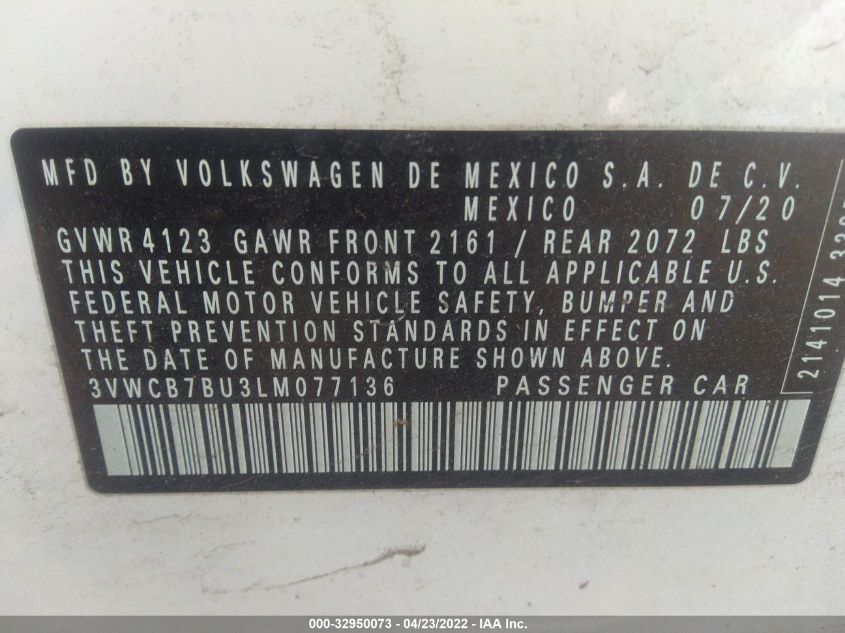 MFD BY VOLKSWAGEN DE MEXICO S.A. DE C.V.
MEXICO 07/20
GVWR4123 GAWR FRONT 2161 / REAR 2072 LBS
THIS VEHICLE CONFORMS TO ALL APPLICABLE U.S.
FEDERAL MOTOR VEHICLE SAFETY, BUMPER AND
THEFT PREVENTION STANDARDS IN EFFECT ON
THE DATE OF MANUFACTURE SHOWN ABOVE.
3VWCB7BU3LM077136 PASSENGER CAR
2141014
000-32950073 - 04/23/2022 - IAA Inc.